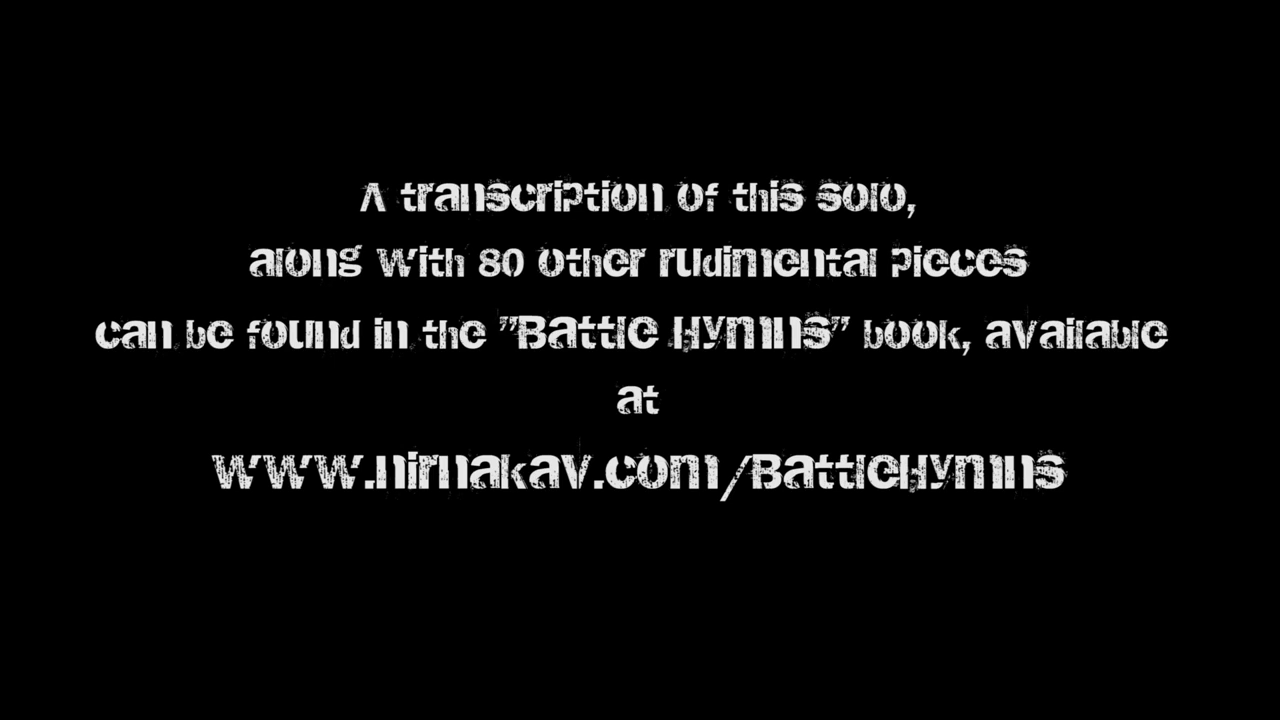 A transcription of this solo,
along with 80 other rudimental pieces
can be found in the "Battle Hymns" book, available
at
www.nirnakav.com/BattleHymns